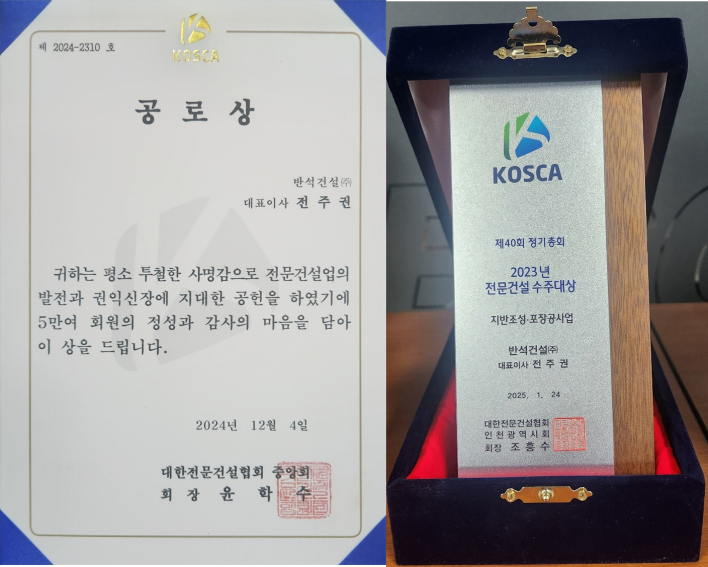 제 2024-2310 호
KOSCA
공 로 상
반석건설㈜
대표이사 전 주 권
귀하는 평소 투철한 사명감으로 전문건설업의
발전과 권익신장에 지대한 공헌을 하였기에
5만여 회원의 정성과 감사의 마음을 담아
이 상을 드립니다.
2024년 12월 4일
대한전문건설협회 중앙회
회 장 윤 학 수
KOSCA
제40회 정기총회
2023년
전문건설 수주대상
지반조성·포장공사업
반석건설㈜
대표이사 전 주 권
2025. 1. 24
대한전문건설협회
인천광역시회
회장 조 흥 수